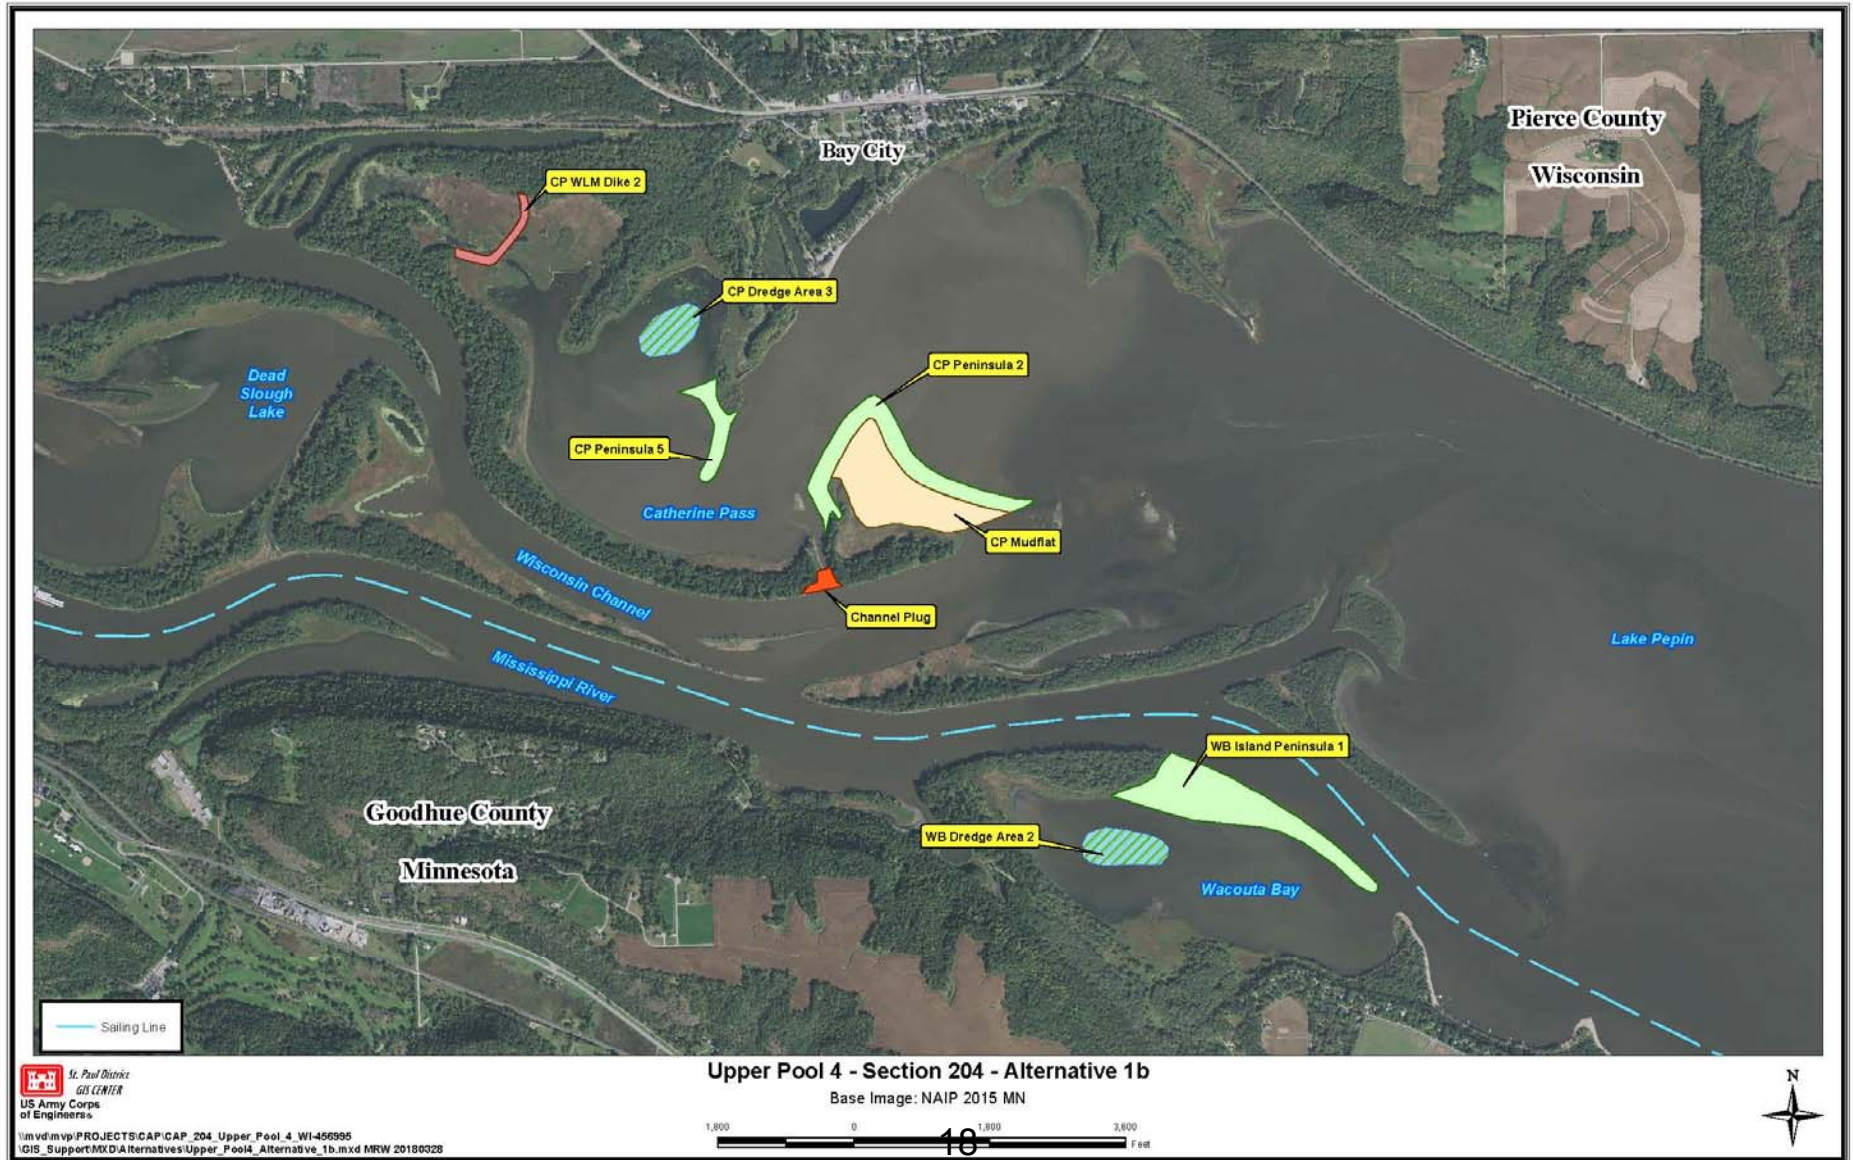 Pierce County
Wisconsin
Bay City
CP WLM Dike 2
CP Dredge Area 3
CP Peninsula 2
Dead
Slough
Lake
CP Peninsula 5
Catherine Pass
CP Mudflat
Wisconsin Channel
Channel Plug
Lake Pepin
Mississippi River
WB Island Peninsula 1
Goodhue County
Minnesota
WB Dredge Area 2
Wacouta Bay
Sailing Line
St. Paul District
GIS CENTER
US Army Corps
of Engineers®
\\mvd\mvp\PROJECTS\CAP\CAP_204_Upper_Pool_4_WI-456995
\GIS_Support\MXD\Alternatives\Upper_Pool4_Alternative_1b.mxd MRW 20180328
Upper Pool 4 - Section 204 - Alternative 1b
Base Image: NAIP 2015 MN
1,800 0 1,800 3,600
Feet
18
N